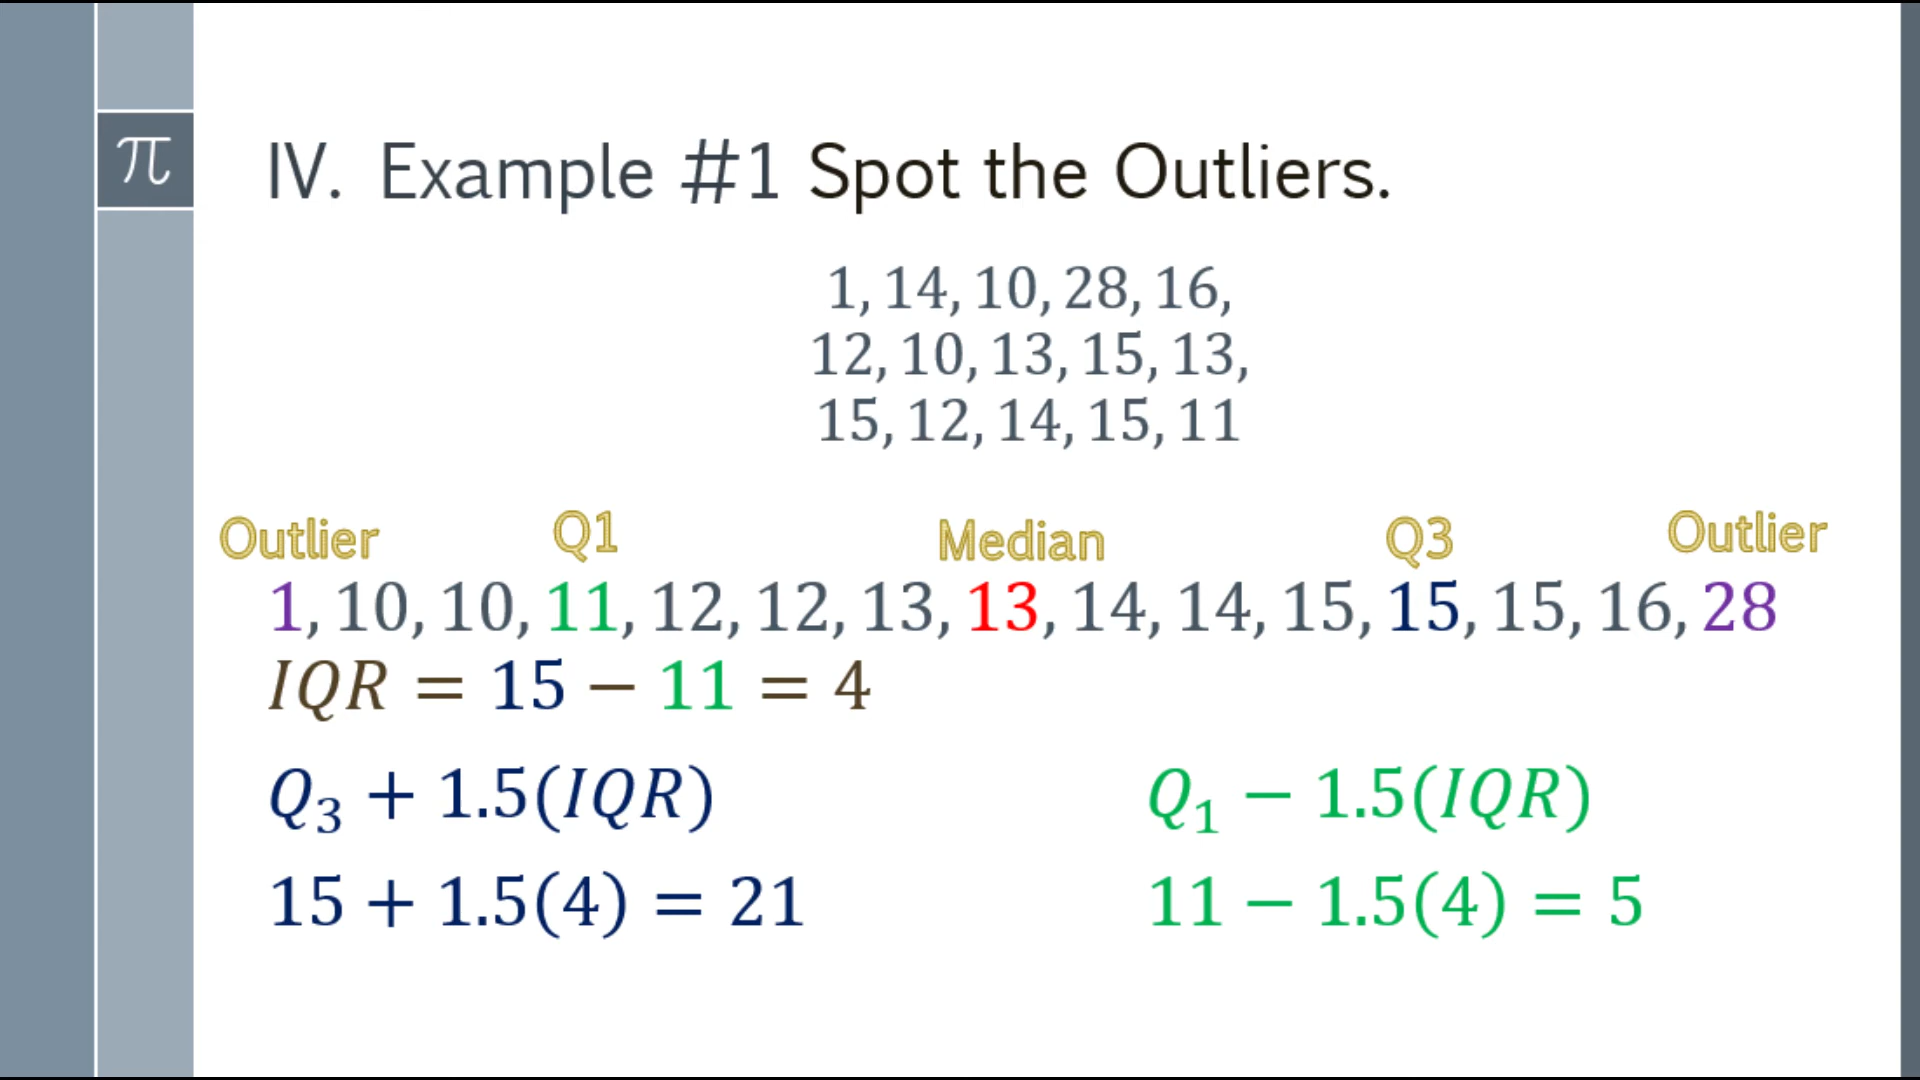 π
IV. Example #1 Spot the Outliers.
1, 14, 10, 28, 16,
12, 10, 13, 15, 13,
15, 12, 14, 15, 11
Outlier Q1 Median Q3 Outlier
1, 10, 10, 11, 12, 12, 13, 13, 14, 14, 15, 15, 15, 16, 28
IQR = 15 − 11 = 4
Q₃ + 1.5(IQR) Q₁ − 1.5(IQR)
15 + 1.5(4) = 21 11 − 1.5(4) = 5